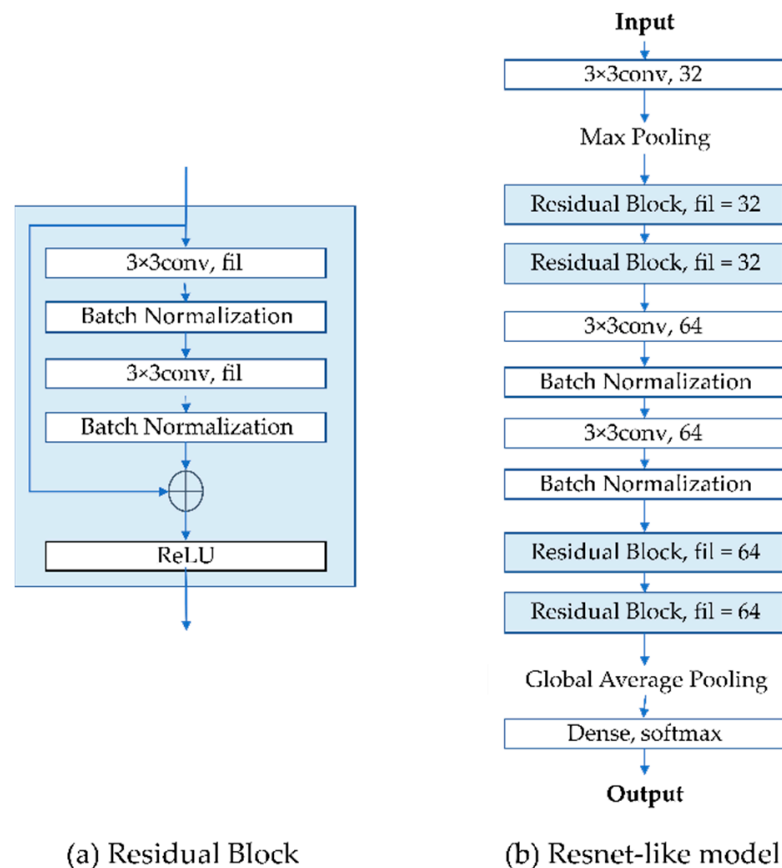 3×3conv, fil
Batch Normalization
3×3conv, fil
Batch Normalization
ReLU
(a) Residual Block
Input
3×3conv, 32
Max Pooling
Residual Block, fil = 32
Residual Block, fil = 32
3×3conv, 64
Batch Normalization
3×3conv, 64
Batch Normalization
Residual Block, fil = 64
Residual Block, fil = 64
Global Average Pooling
Dense, softmax
Output
(b) Resnet-like model